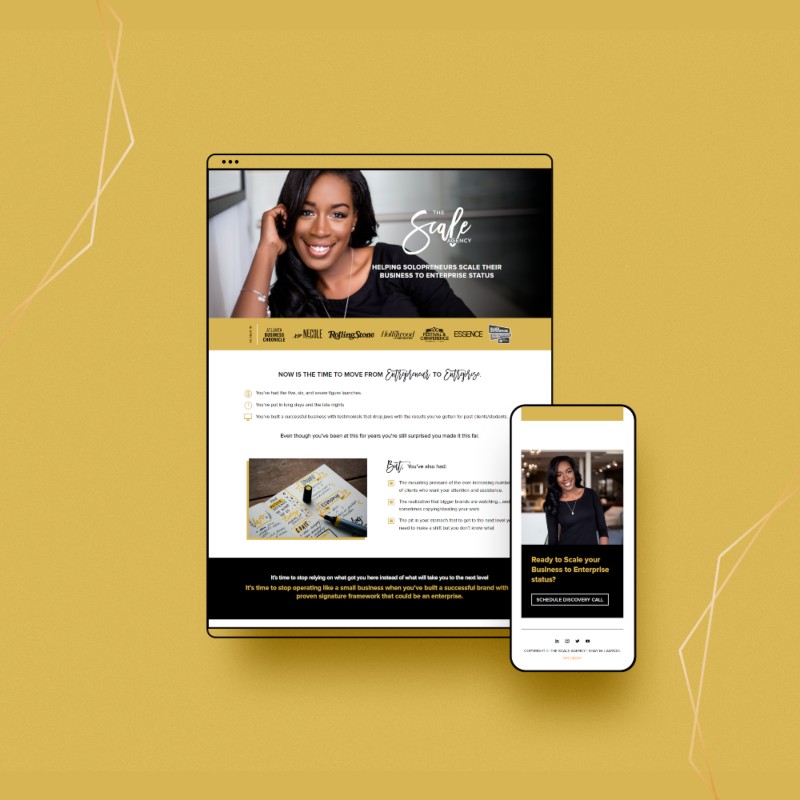 THE
Scale
AGENCY
HELPING SOLOPRENEURS SCALE THEIR
BUSINESS TO ENTERPRISE STATUS
ATLANTA
BUSINESS
CHRONICLE
NECOLE
RollingStone
Hollywood
FESTIVAL &
CONFERENCE
ESSENCE
NOW IS THE TIME TO MOVE FROM Entrepreneur TO Enterprise.
You've had the five, six, and seven figure launches.
You've put in long days and the late nights
You've built a successful business with testimonials that drop jaws with the results you've gotten for past clients/students.
Even though you've been at this for years you're still surprised you made it this far.
But, You've also had:
The mounting pressure of the ever-increasing number
of clients who want your attention and assistance.
The realization that bigger brands are watching... and
sometimes copying/stealing your work
The pit in your stomach that to get to the next level y
need to make a shift but you don't know what
It's time to stop relying on what got you here instead of what will take you to the next level
It's time to stop operating like a small business when you've built a successful brand with
proven signature framework that could be an enterprise.
Ready to Scale your
Business to Enterprise
status?
SCHEDULE DISCOVERY CALL
COPYRIGHT © THE SCALE AGENCY